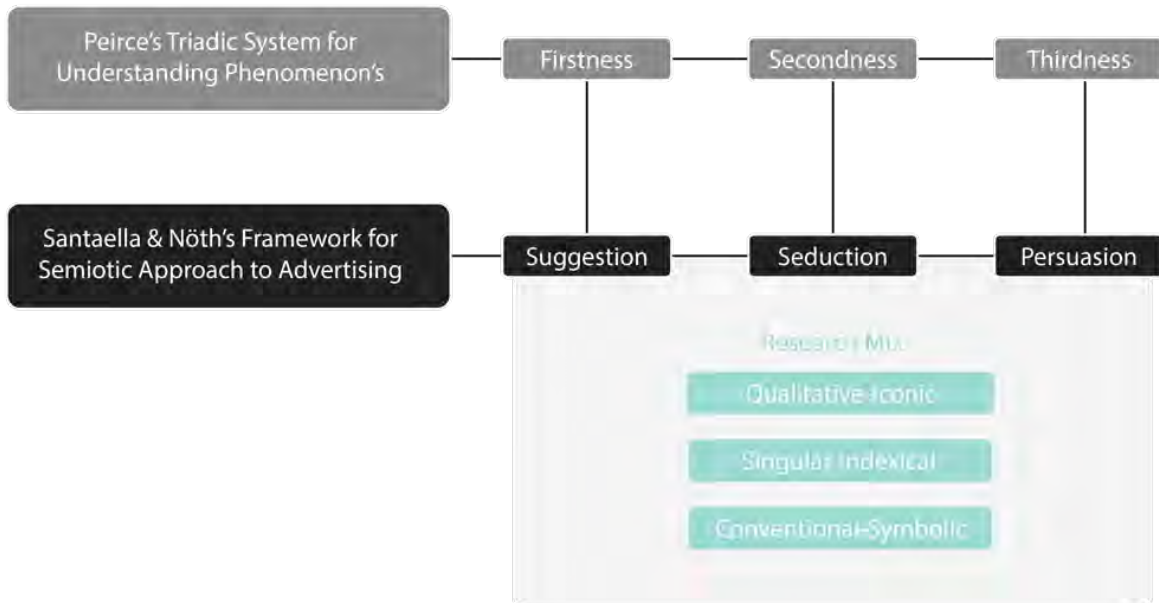 Peirce's Triadic System for
Understanding Phenomenon's
Firstness
Secondness
Thirdness
Santaella & Nöth's Framework for
Semiotic Approach to Advertising
Suggestion
Seduction
Persuasion
Research
Qualitative-Iconic
Singular-Indexical
Conventional-Symbolic